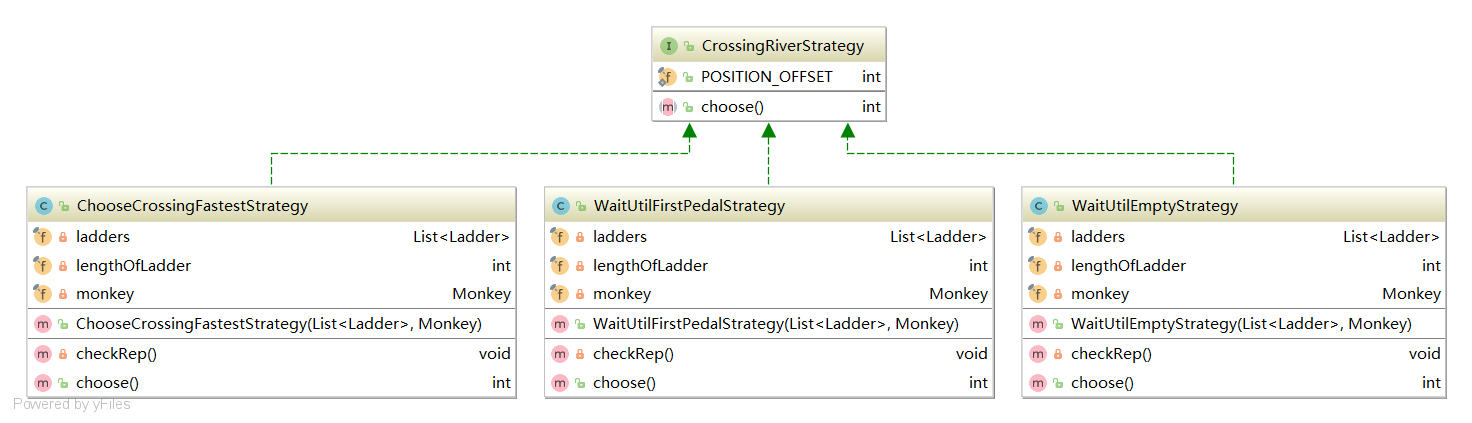 CrossingRiverStrategy
POSITION_OFFSET int
choose() int
ChooseCrossingFastestStrategy
ladders List<Ladder>
lengthOfLadder int
monkey Monkey
ChooseCrossingFastestStrategy(List<Ladder>, Monkey)
checkRep() void
choose() int
WaitUtilFirstPedalStrategy
ladders List<Ladder>
lengthOfLadder int
monkey Monkey
WaitUtilFirstPedalStrategy(List<Ladder>, Monkey)
checkRep() void
choose() int
WaitUtilEmptyStrategy
ladders List<Ladder>
lengthOfLadder int
monkey Monkey
WaitUtilEmptyStrategy(List<Ladder>, Monkey)
checkRep() void
choose() int
Powered by yFiles